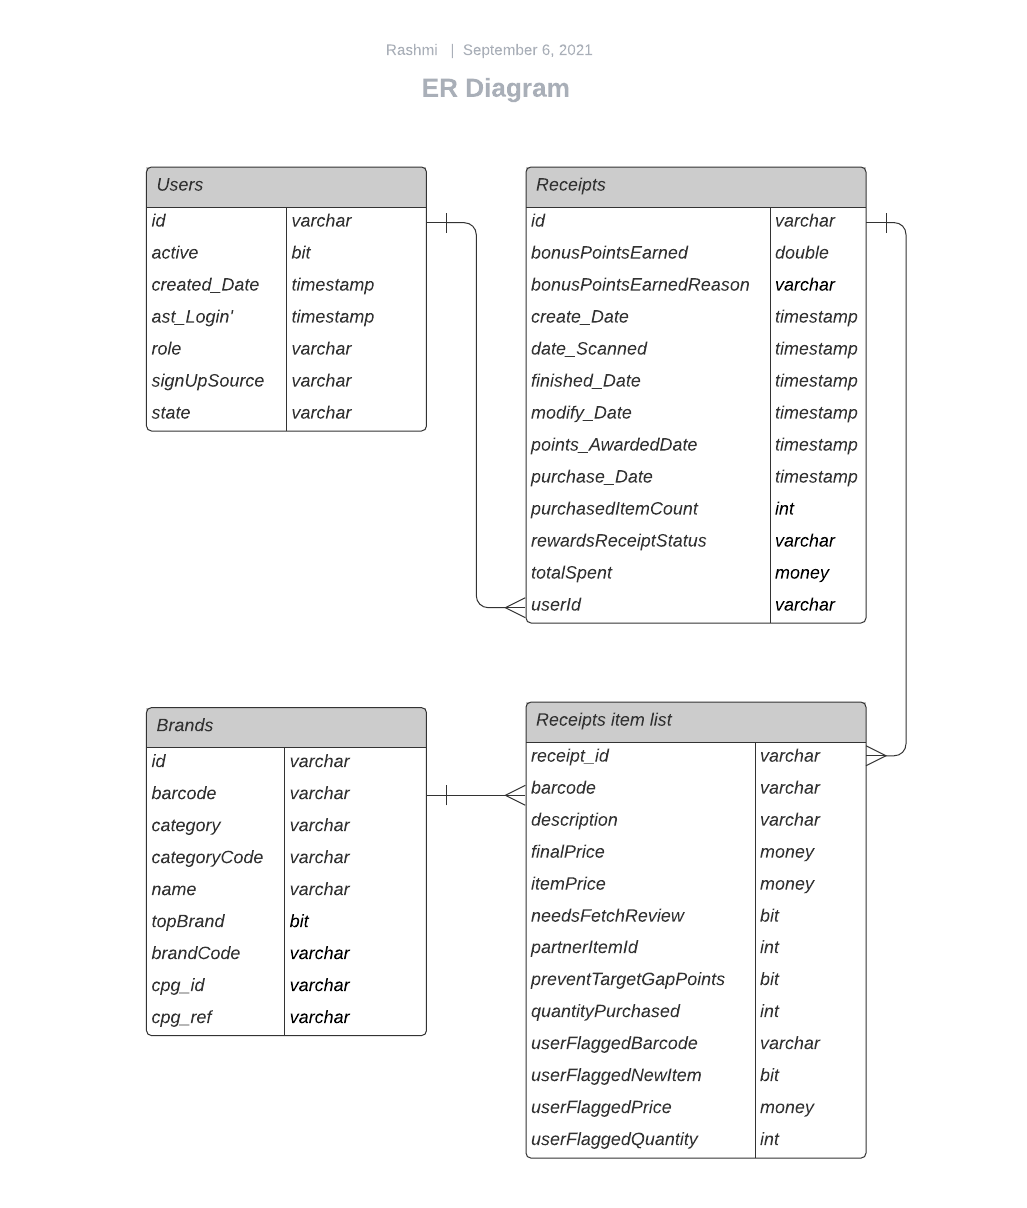 Rashmi | September 6, 2021
ER Diagram
Users
id varchar
active bit
created_Date timestamp
ast_Login' timestamp
role varchar
signUpSource varchar
state varchar
Receipts
id varchar
bonusPointsEarned double
bonusPointsEarnedReason varchar
create_Date timestamp
date_Scanned timestamp
finished_Date timestamp
modify_Date timestamp
points_AwardedDate timestamp
purchase_Date timestamp
purchasedItemCount int
rewardsReceiptStatus varchar
totalSpent money
userId varchar
Brands
id varchar
barcode varchar
category varchar
categoryCode varchar
name varchar
topBrand bit
brandCode varchar
cpg_id varchar
cpg_ref varchar
Receipts item list
receipt_id varchar
barcode varchar
description varchar
finalPrice money
itemPrice money
needsFetchReview bit
partnerItemId int
preventTargetGapPoints bit
quantityPurchased int
userFlaggedBarcode varchar
userFlaggedNewItem bit
userFlaggedPrice money
userFlaggedQuantity int